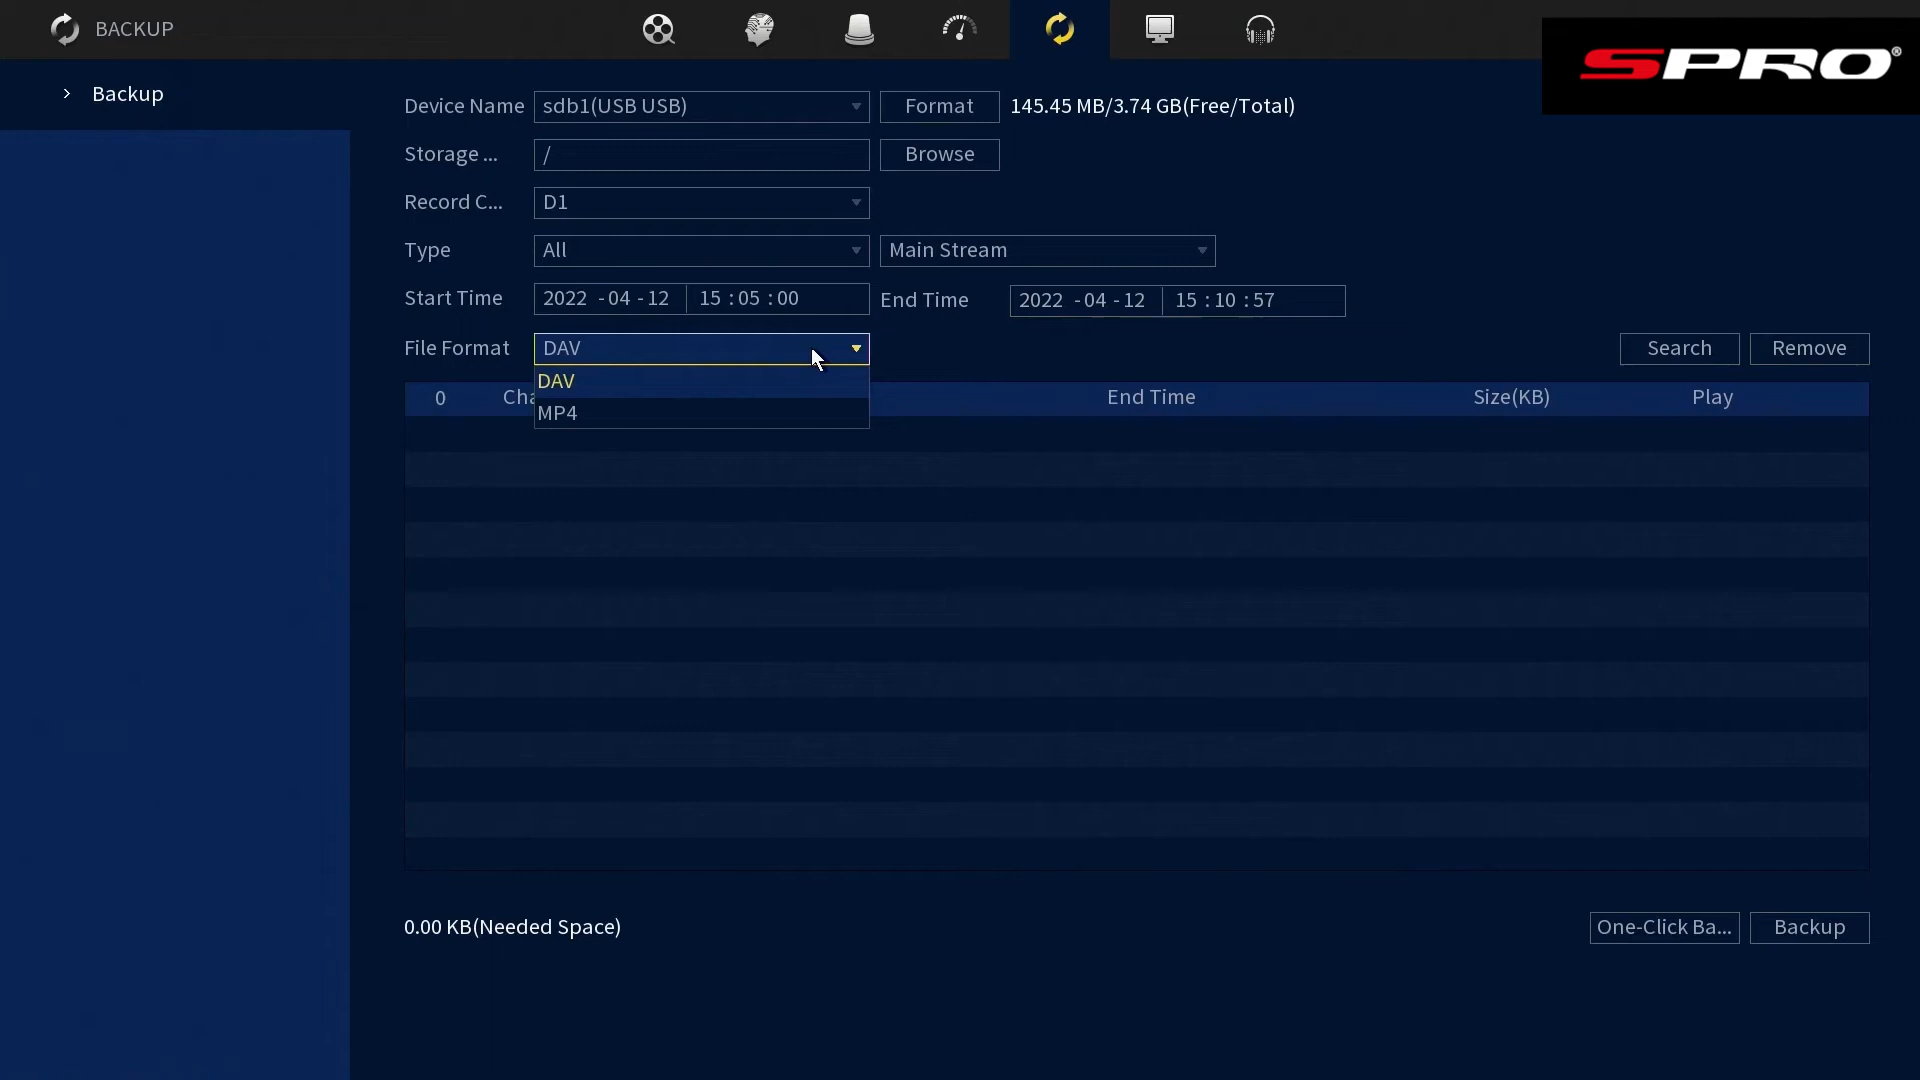 BACKUP
SPRO®
Backup
Device Name sdb1(USB USB) Format 145.45 MB/3.74 GB(Free/Total)
Storage ... / Browse
Record C... D1
Type All Main Stream
Start Time 2022 -04 -12 15 :05 :00 End Time 2022 -04 -12 15 :10 :57
File Format DAV Search Remove
DAV
0 Cha End Time Size(KB) Play
MP4
0.00 KB(Needed Space) One-Click Ba... Backup